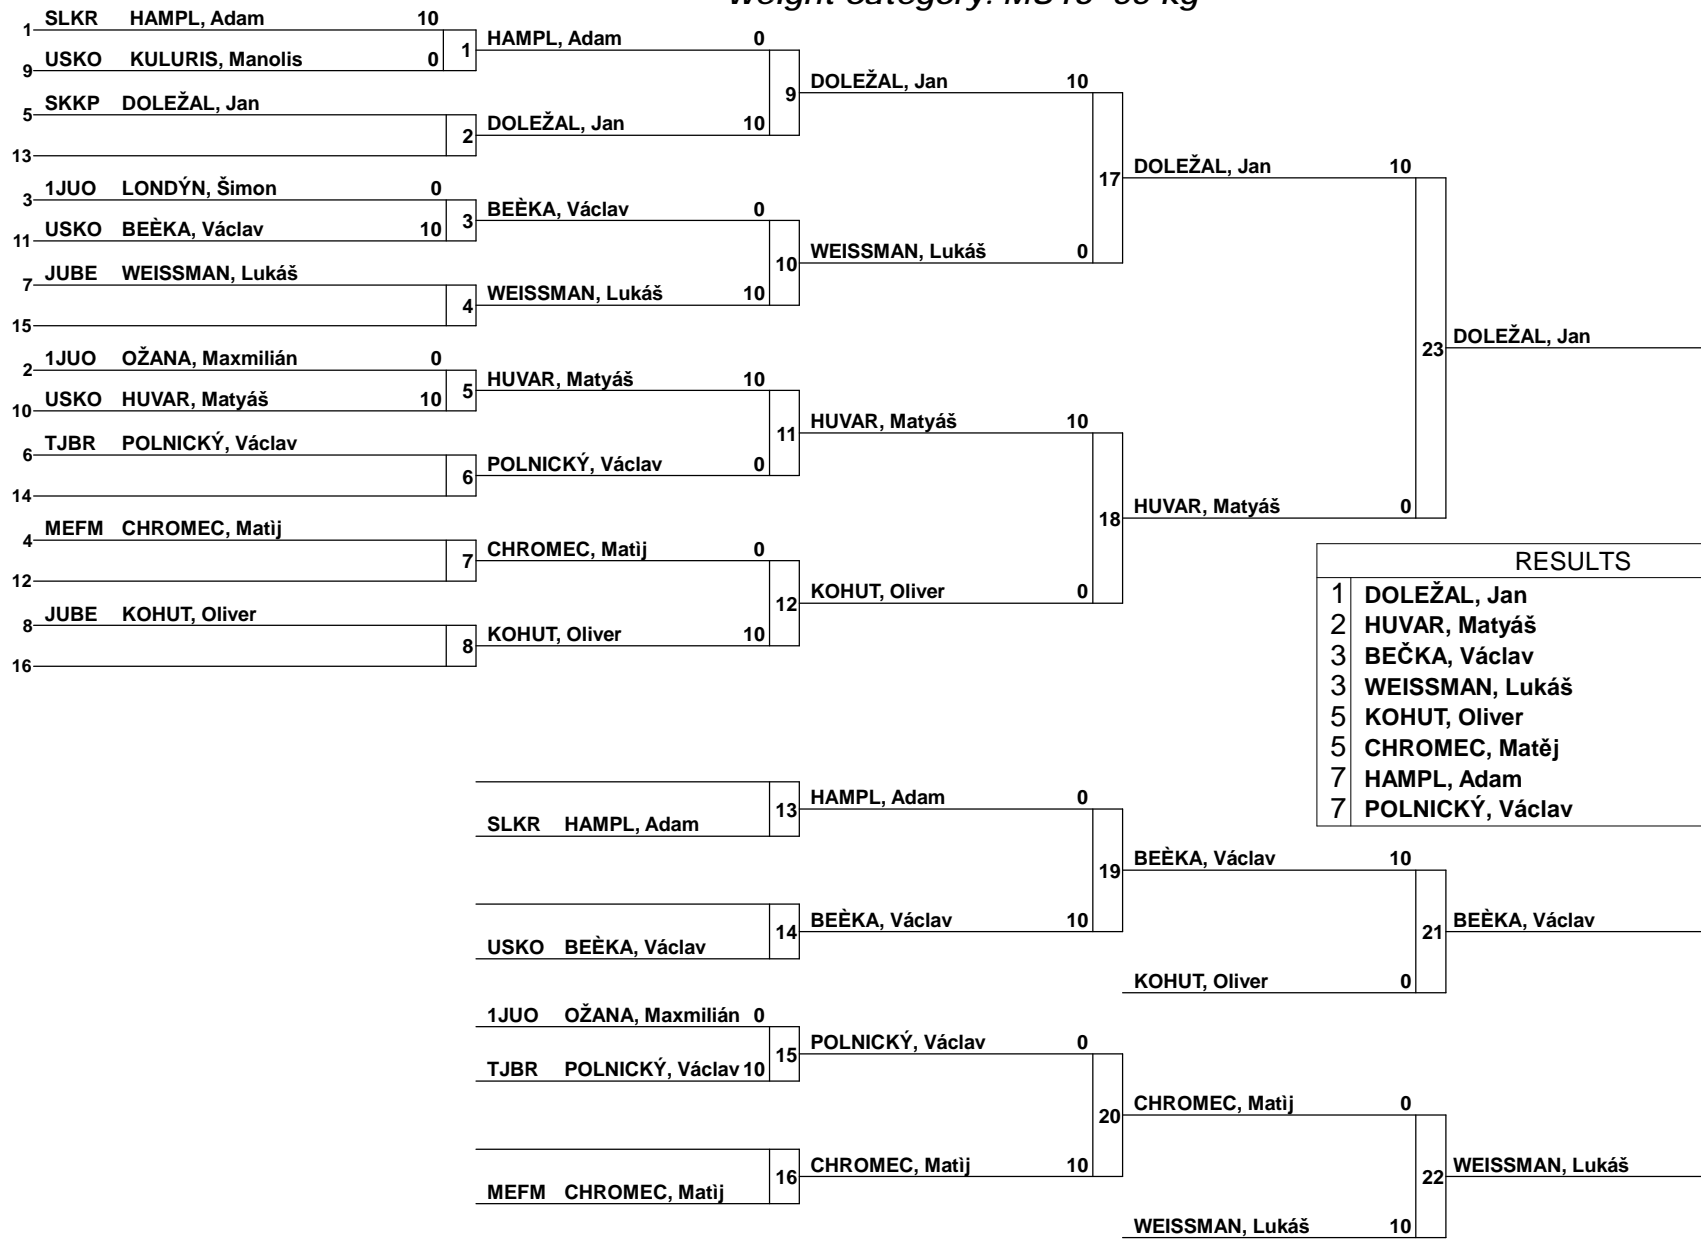 1 SLKR HAMPL, Adam 10
9 USKO KULURIS, Manolis 0
1
5 SKKP DOLEŽAL, Jan
13
2
3 1JUO LONDÝN, Šimon 0
11 USKO BEÈKA, Václav 10
3
7 JUBE WEISSMAN, Lukáš
15
4
2 1JUO OŽANA, Maxmilián 0
10 USKO HUVAR, Matyáš 10
5
6 TJBR POLNICKÝ, Václav
14
6
4 MEFM CHROMEC, Matìj
12
7
8 JUBE KOHUT, Oliver
16
8
HAMPL, Adam 0
DOLEŽAL, Jan 10
9
BEÈKA, Václav 0
WEISSMAN, Lukáš 10
10
HUVAR, Matyáš 10
POLNICKÝ, Václav 0
11
CHROMEC, Matìj 0
KOHUT, Oliver 10
12
DOLEŽAL, Jan 10
WEISSMAN, Lukáš 0
17
HUVAR, Matyáš 10
KOHUT, Oliver 0
18
DOLEŽAL, Jan 10
HUVAR, Matyáš 0
23
DOLEŽAL, Jan
RESULTS
1 DOLEŽAL, Jan
2 HUVAR, Matyáš
3 BEČKA, Václav
3 WEISSMAN, Lukáš
5 KOHUT, Oliver
5 CHROMEC, Matěj
7 HAMPL, Adam
7 POLNICKÝ, Václav
SLKR HAMPL, Adam
13
USKO BEÈKA, Václav
14
1JUO OŽANA, Maxmilián 0
TJBR POLNICKÝ, Václav 10
15
MEFM CHROMEC, Matìj
16
HAMPL, Adam 0
BEÈKA, Václav 10
19
POLNICKÝ, Václav 0
CHROMEC, Matìj 10
20
BEÈKA, Václav 10
KOHUT, Oliver 0
21
BEÈKA, Václav
CHROMEC, Matìj 0
WEISSMAN, Lukáš 10
22
WEISSMAN, Lukáš